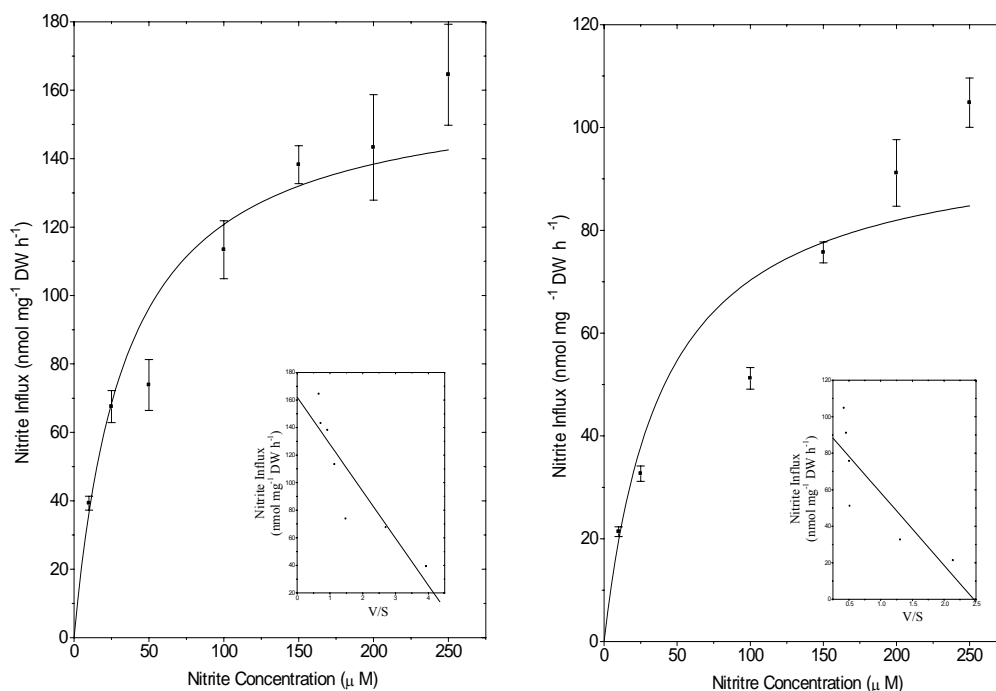 180
160
140
120
100
80
60
40
20
0
Nitrite Influx (nmol mg⁻¹ DW h⁻¹)
0 50 100 150 200 250
Nitrite Concentration (μ M)
180
160
140
120
100
80
60
40
20
Nitrite Influx
(nmol mg⁻¹ DW h⁻¹)
0 1 2 3 4
V/S
120
100
80
60
40
20
0
Nitrite Influx (nmol mg ⁻¹ DW h ⁻¹)
0 50 100 150 200 250
Nitritre Concentration (μ M)
120
100
80
60
40
20
0
Nitrite Influx
(nmol mg⁻¹ DW h⁻¹)
0.5 1.0 1.5 2.0 2.5
V/S